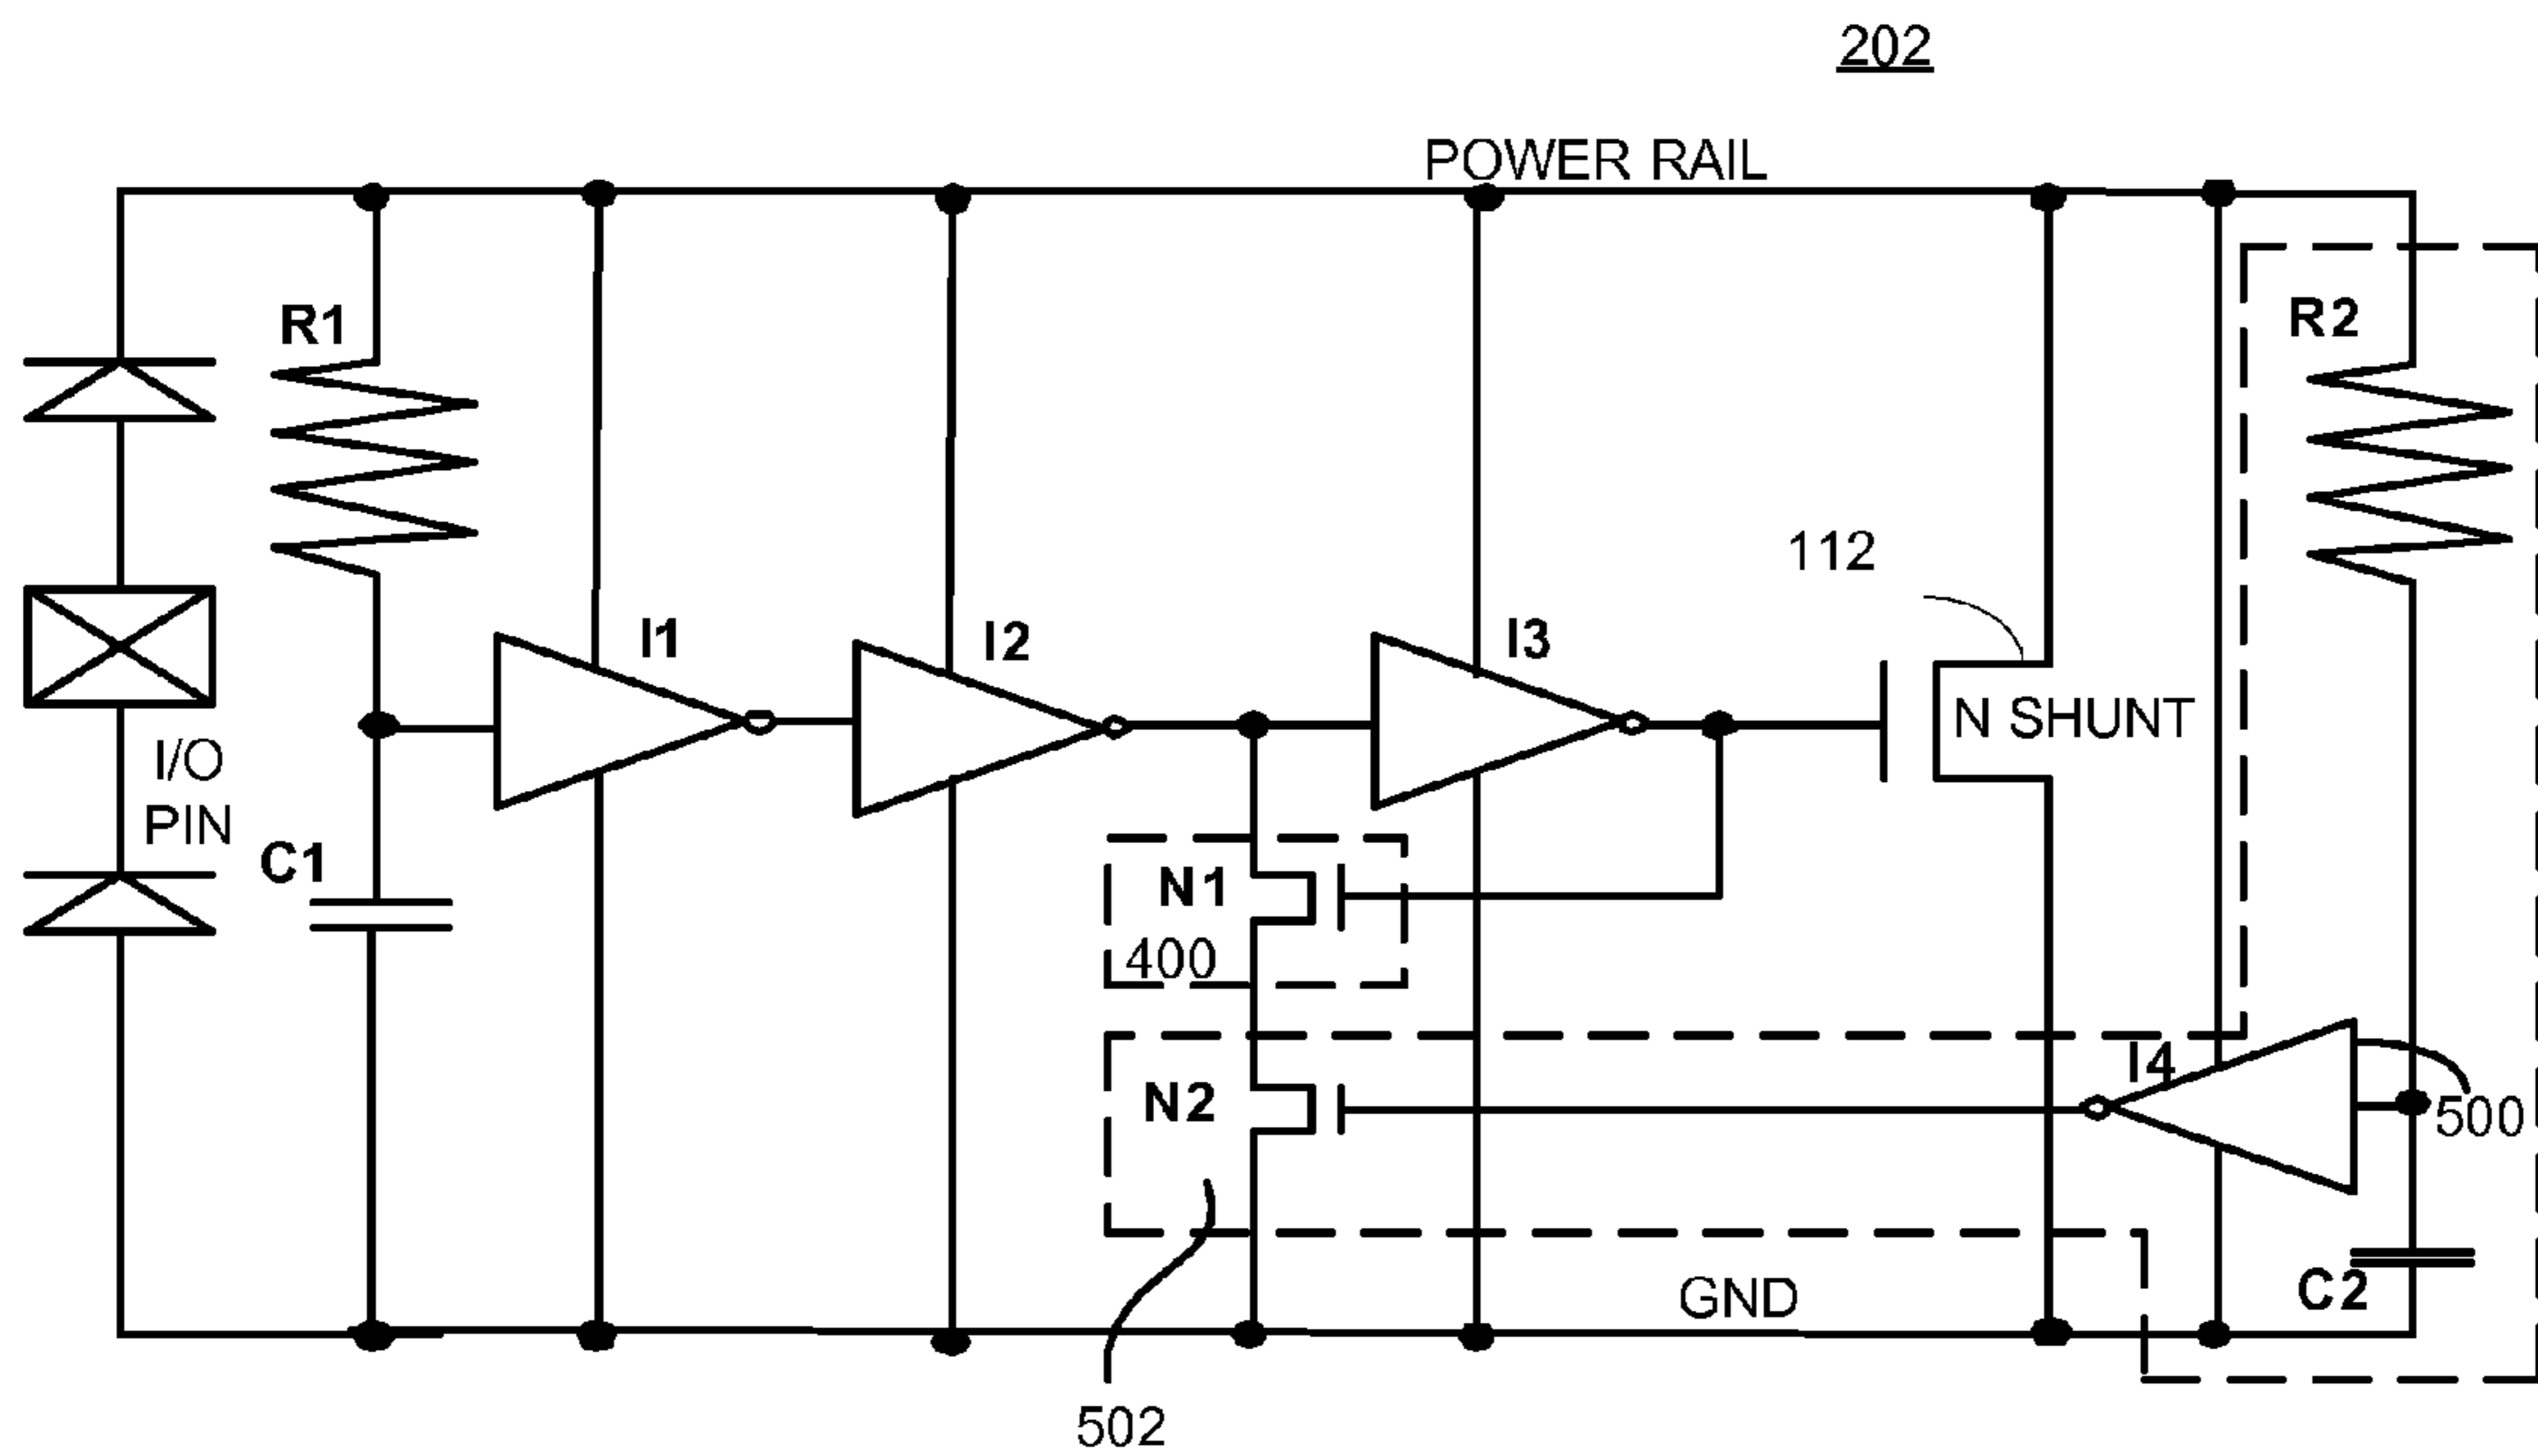 202
POWER RAIL
R1
R2
112
I1
I2
I3
N SHUNT
I/O
PIN
C1
N1
400
I4
N2
500
GND
C2
502